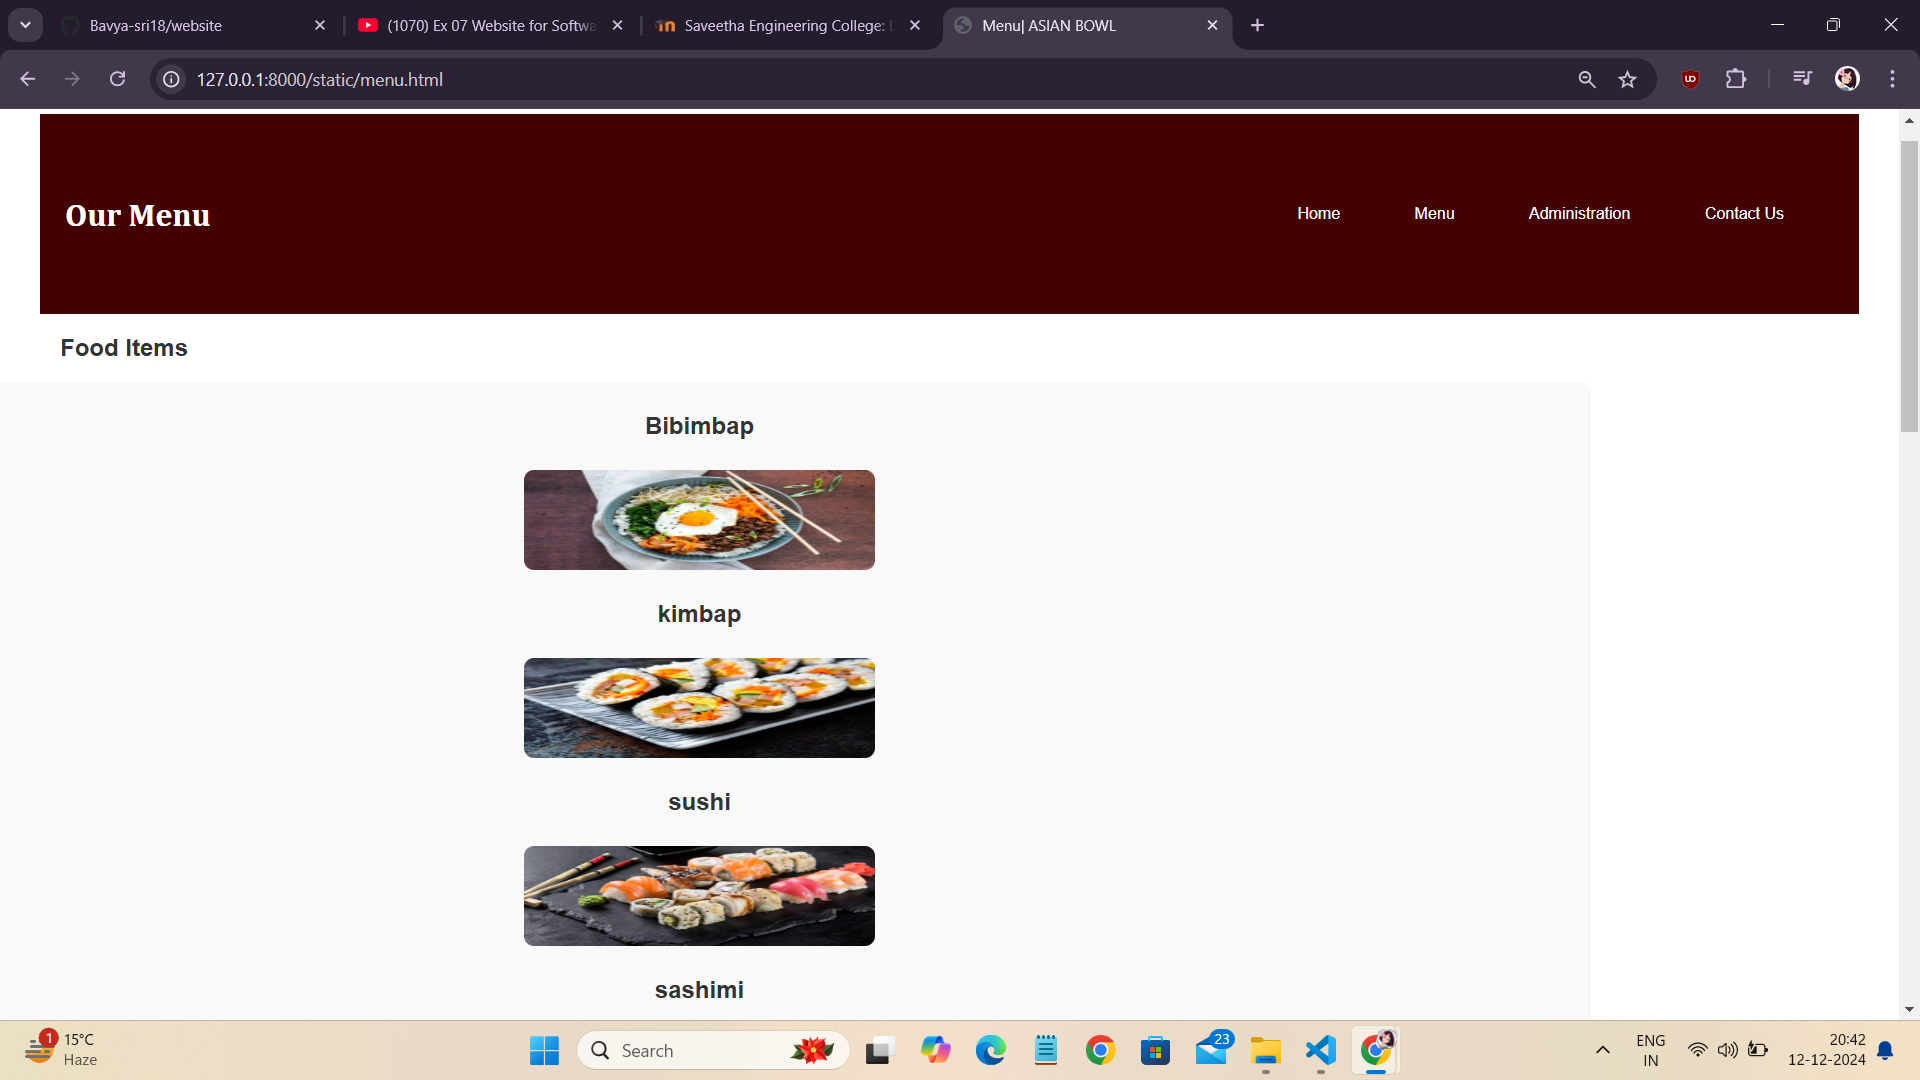 Bavya-sri18/website
(1070) Ex 07 Website for Softwa
Saveetha Engineering College:
Menu| ASIAN BOWL
127.0.0.1:8000/static/menu.html
Our Menu
Home
Menu
Administration
Contact Us
Food Items
Bibimbap
kimbap
sushi
sashimi
1
15°C
Haze
Search
23
ENG
IN
20:42
12-12-2024